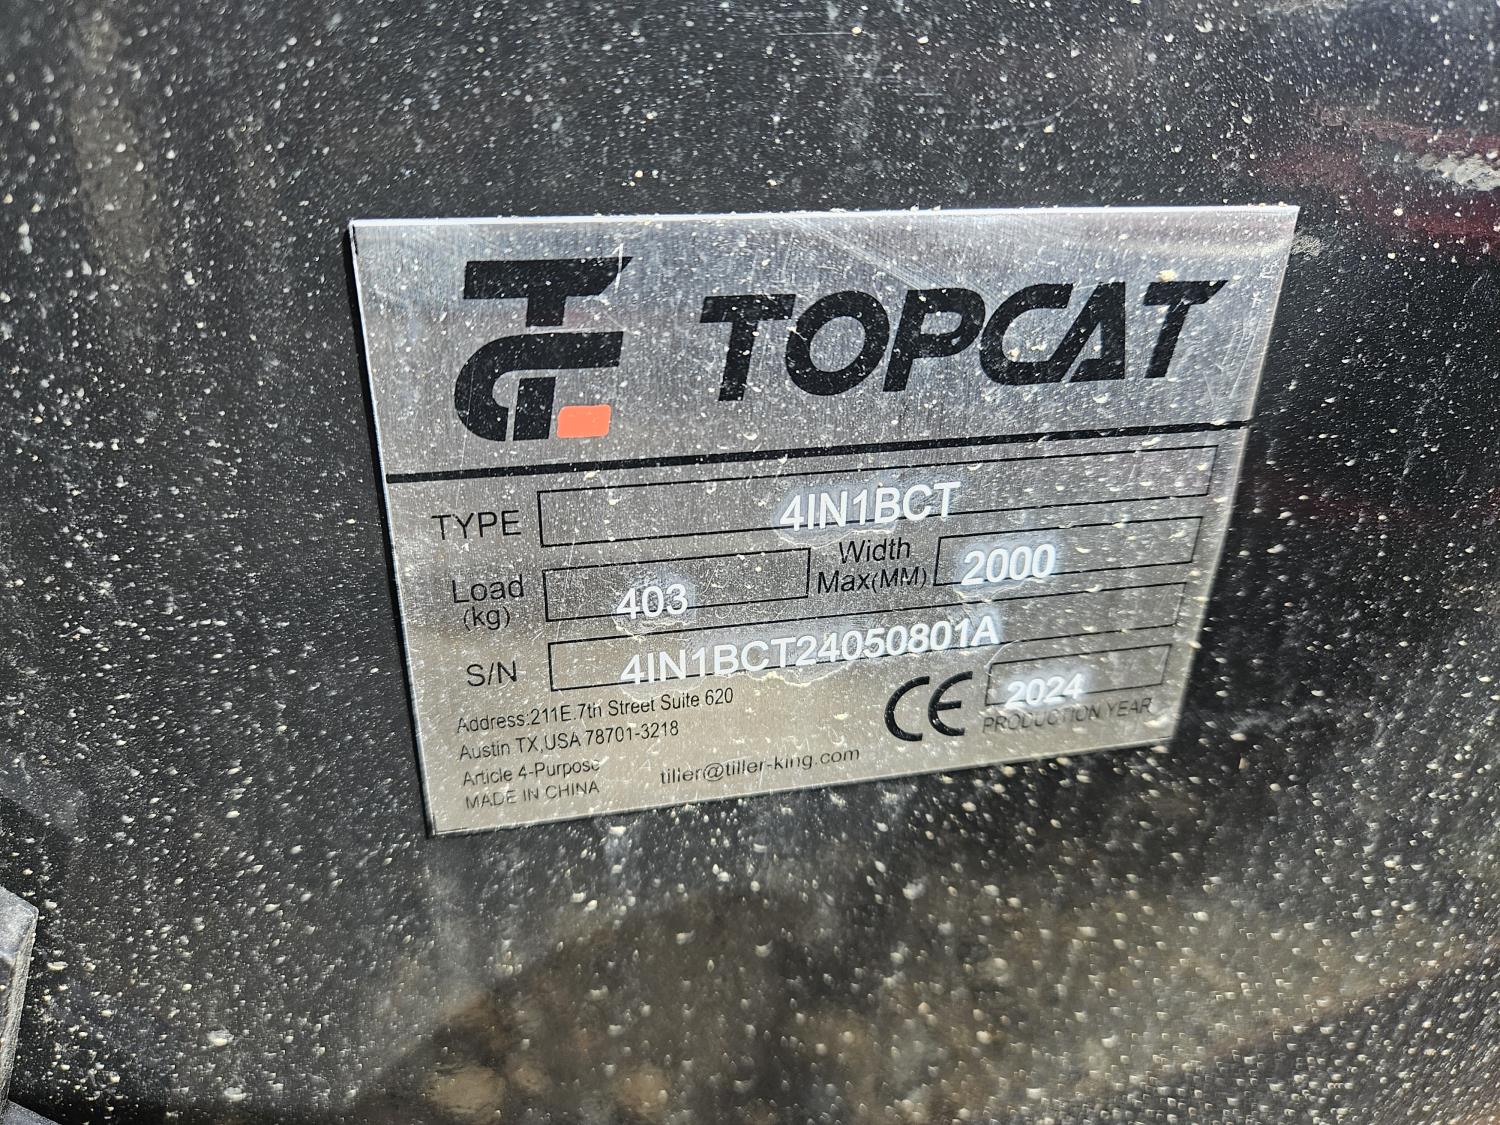 TOPCAT
TYPE 4IN1BCT
Load (kg) 403 Width Max(MM) 2000
S/N 4IN1BCT24050801A
Address:211E.7th Street Suite 620
Austin TX,USA 78701-3218
Article 4-Purpose
MADE IN CHINA
tiller@tiller-king.com
CE 2024
PRODUCTION YEAR